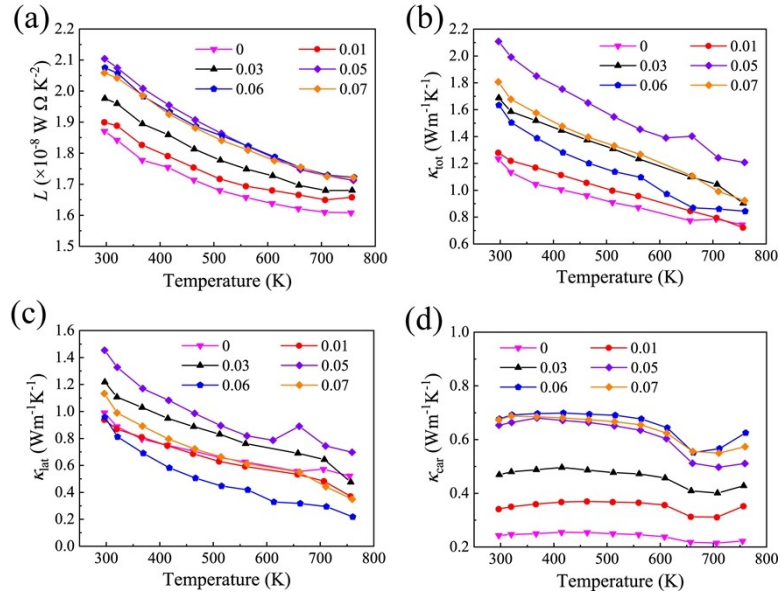 (a)
L (×10⁻⁸ W Ω K⁻²)
2.2
2.1
2.0
1.9
1.8
1.7
1.6
1.5
0 0.01
0.03 0.05
0.06 0.07
300 400 500 600 700 800
Temperature (K)
(b)
κtot (Wm⁻¹K⁻¹)
2.2
2.0
1.8
1.6
1.4
1.2
1.0
0.8
0.6
0 0.01
0.03 0.05
0.06 0.07
300 400 500 600 700 800
Temperature (K)
(c)
κlat (Wm⁻¹K⁻¹)
1.6
1.4
1.2
1.0
0.8
0.6
0.4
0.2
0.0
0 0.01
0.03 0.05
0.06 0.07
300 400 500 600 700 800
Temperature (K)
(d)
κcar (Wm⁻¹K⁻¹)
1.0
0.8
0.6
0.4
0.2
0 0.01
0.03 0.05
0.06 0.07
300 400 500 600 700 800
Temperature (K)